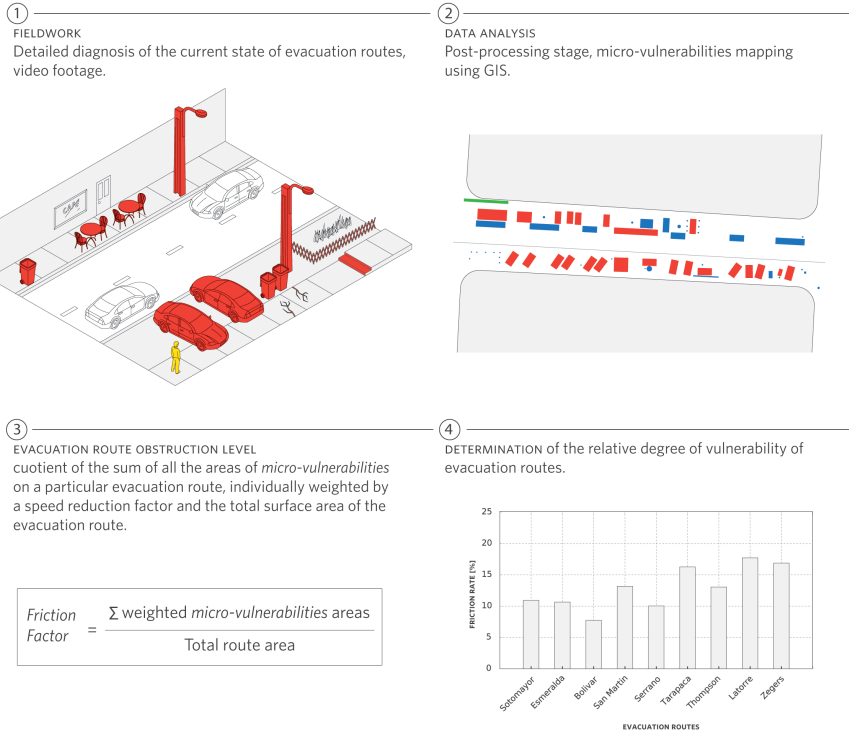 1
FIELDWORK
Detailed diagnosis of the current state of evacuation routes,
video footage.
CAFE
2
DATA ANALYSIS
Post-processing stage, micro-vulnerabilities mapping
using GIS.
3
EVACUATION ROUTE OBSTRUCTION LEVEL
cuotient of the sum of all the areas of micro-vulnerabilities
on a particular evacuation route, individually weighted by
a speed reduction factor and the total surface area of the
evacuation route.
Friction
Factor
=
∑ weighted micro-vulnerabilities areas
Total route area
4
DETERMINATION of the relative degree of vulnerability of
evacuation routes.
FRICTION RATE [%]
25
20
15
10
5
0
Sotomayor
Esmeralda
Bolivar
San Martin
Serrano
Tarapaca
Thompson
Latorre
Zegers
EVACUATION ROUTES